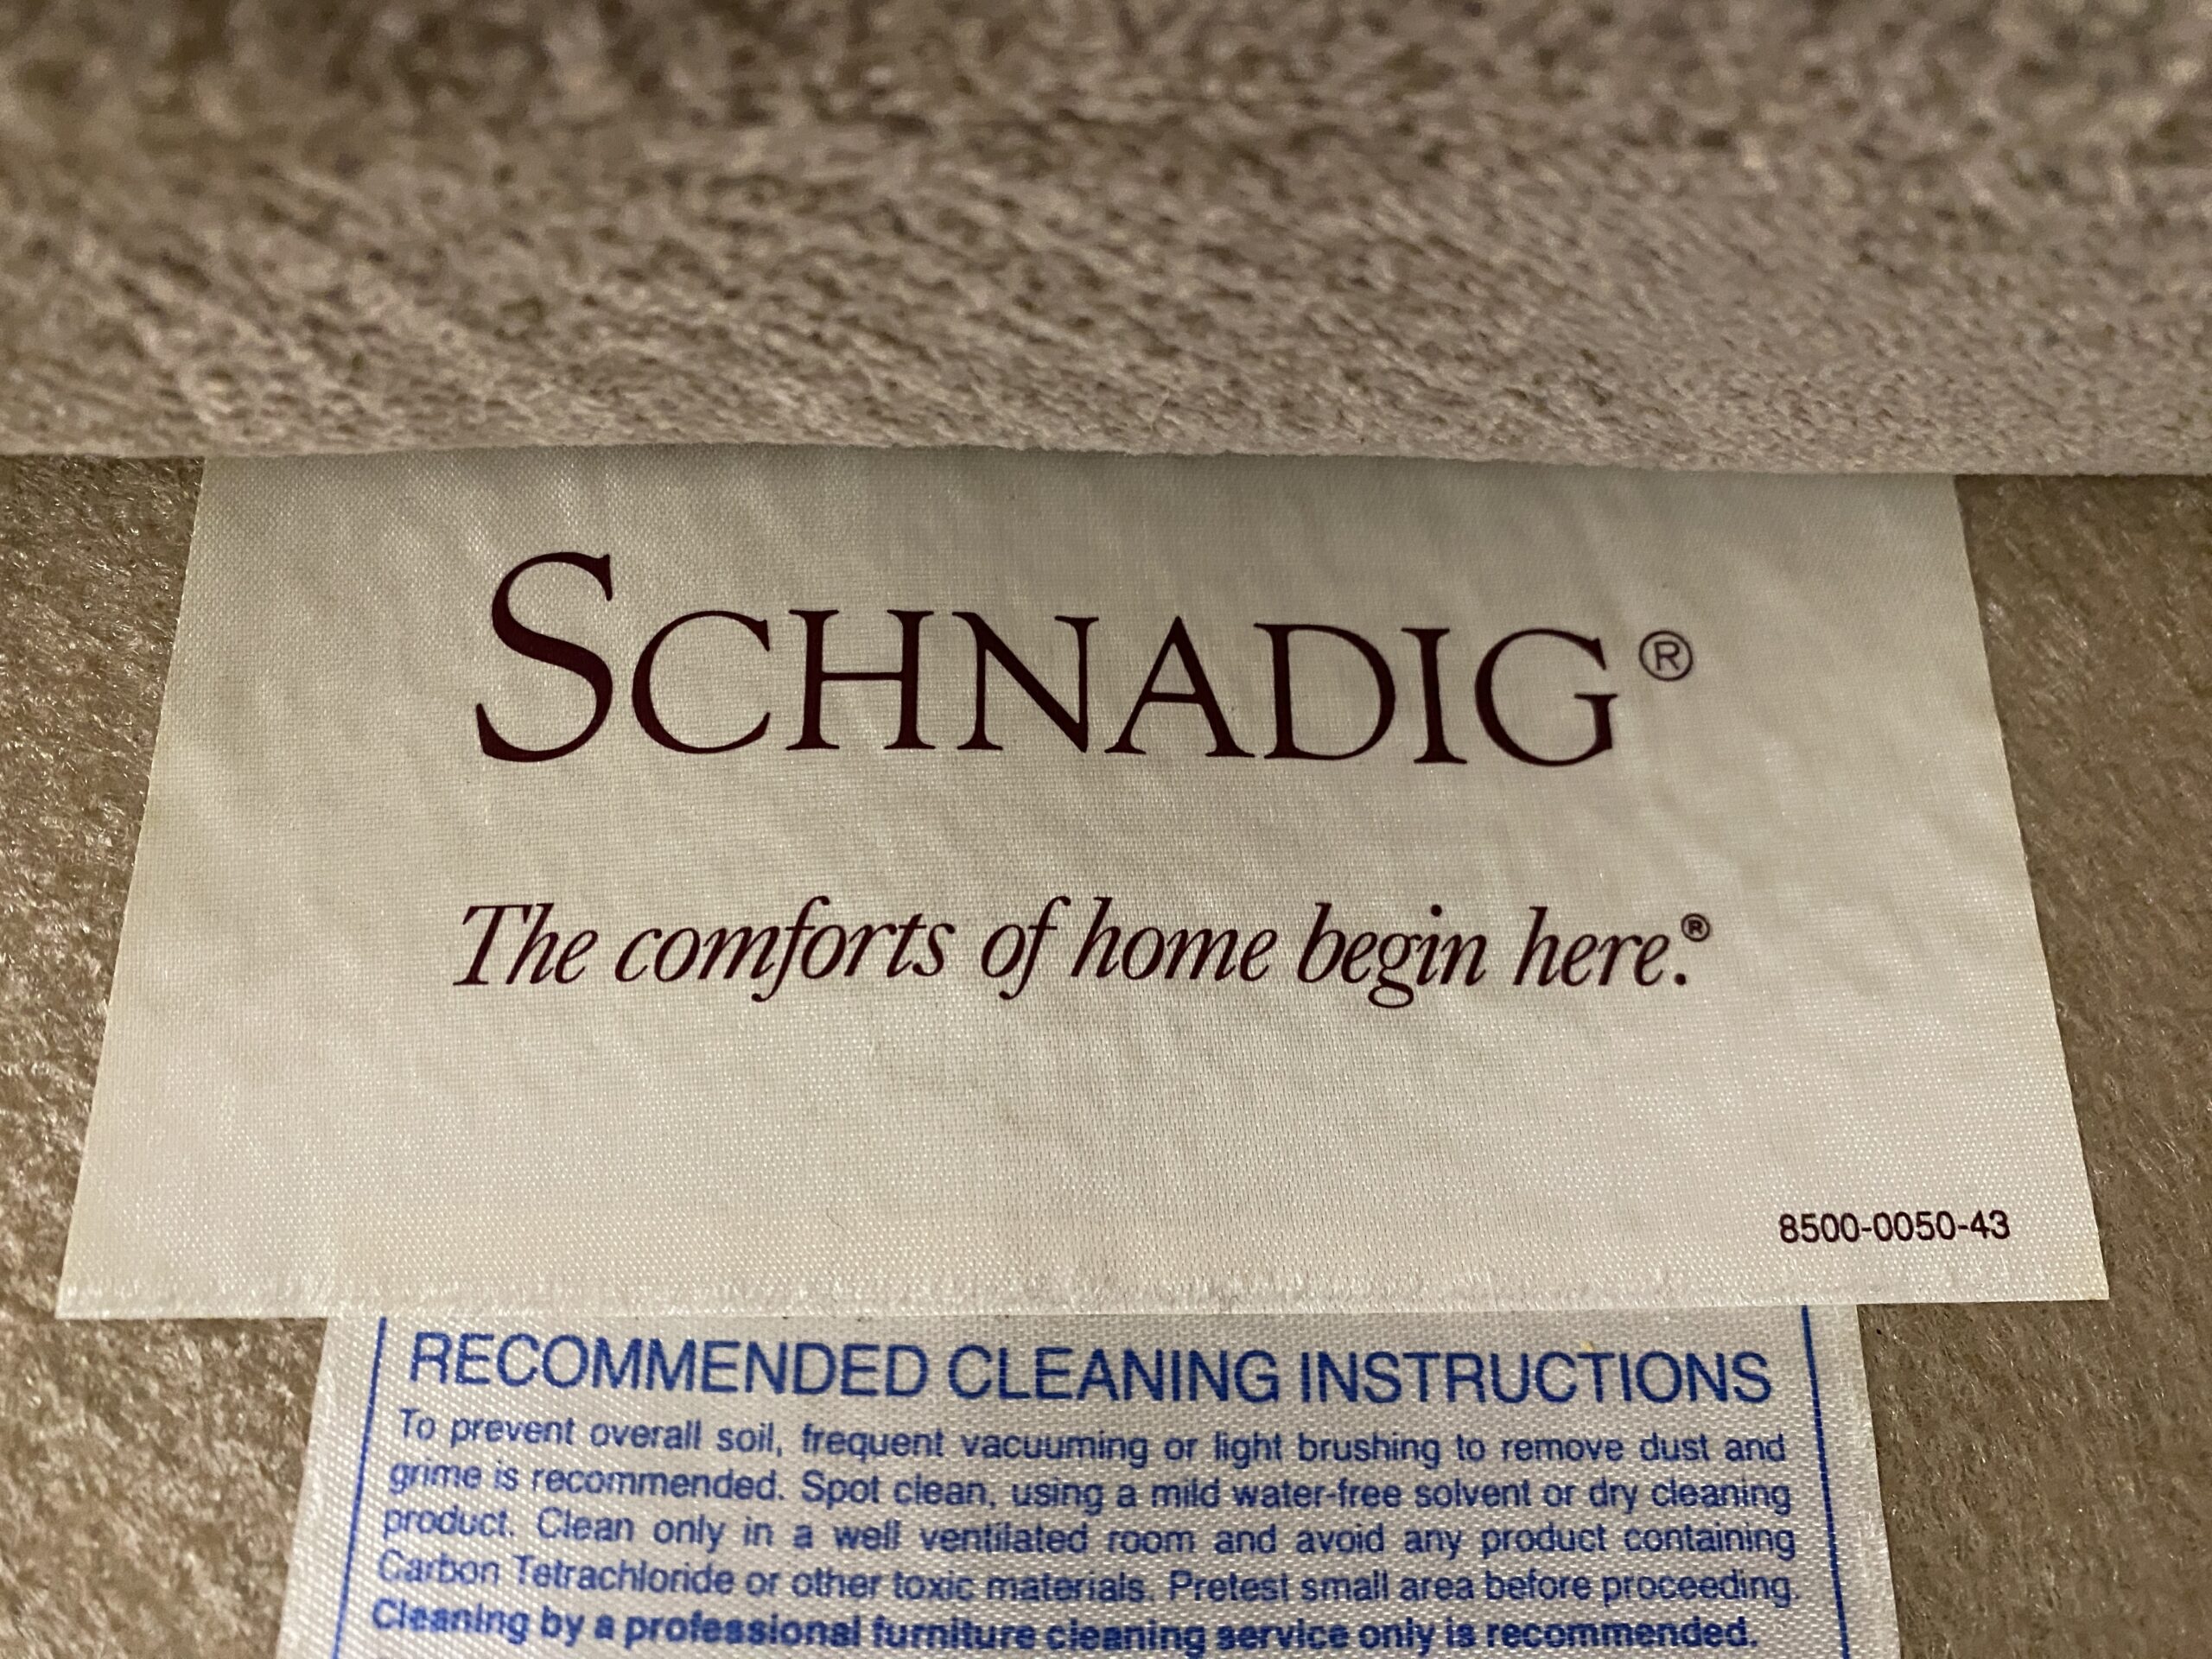 SCHNADIG®
The comforts of home begin here.®
8500-0050-43
RECOMMENDED CLEANING INSTRUCTIONS
To prevent overall soil, frequent vacuuming or light brushing to remove dust and
grime is recommended. Spot clean, using a mild water-free solvent or dry cleaning
product. Clean only in a well ventilated room and avoid any product containing
Carbon Tetrachloride or other toxic materials. Pretest small area before proceeding.
Cleaning by a professional furniture cleaning service only is recommended.